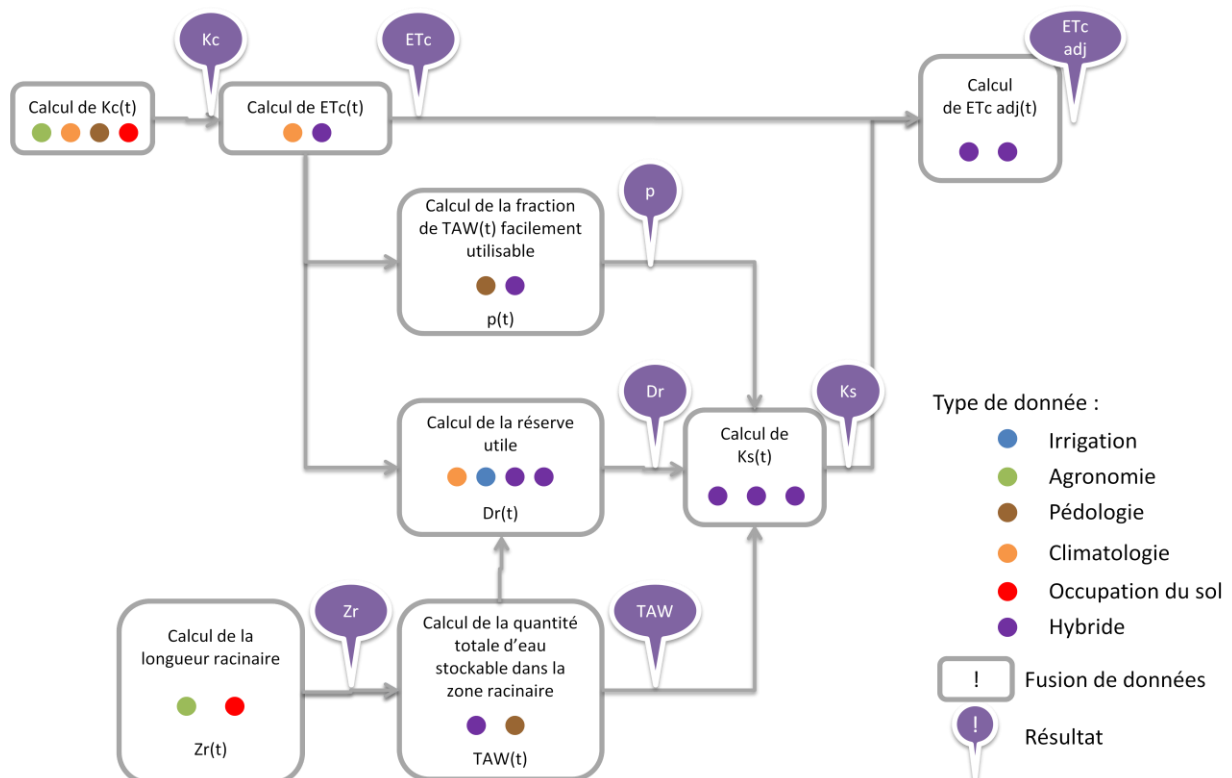 Kc
ETc
ETc
adj
Calcul de Kc(t)
Calcul de ETc(t)
Calcul
de ETc adj(t)
Calcul de la fraction
de TAW(t) facilement
utilisable
p(t)
p
Calcul de la réserve
utile
Dr(t)
Dr
Calcul de
Ks(t)
Ks
Calcul de la
longueur racinaire
Zr(t)
Zr
Calcul de la quantité
totale d'eau
stockable dans la
zone racinaire
TAW(t)
TAW
Type de donnée :
Irrigation
Agronomie
Pédologie
Climatologie
Occupation du sol
Hybride
! Fusion de données
! Résultat